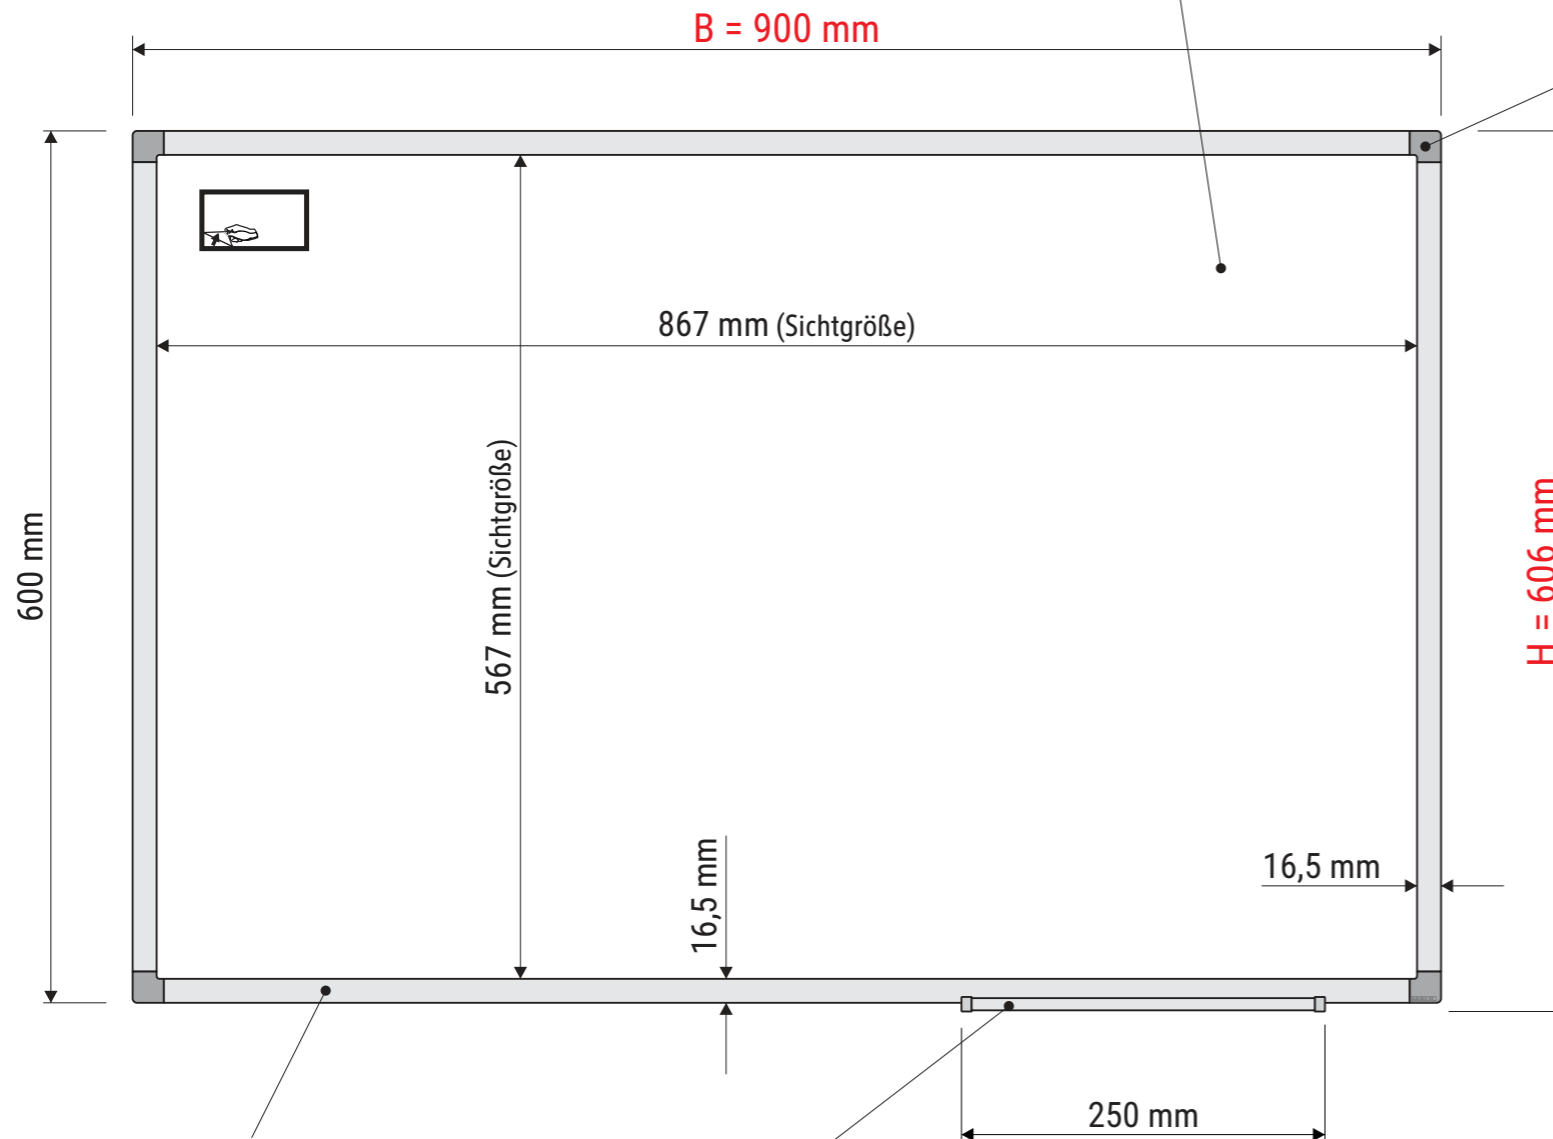 B = 900 mm
867 mm (Sichtgröße)
567 mm (Sichtgröße)
600 mm
H = 606 mm
16,5 mm
16,5 mm
250 mm